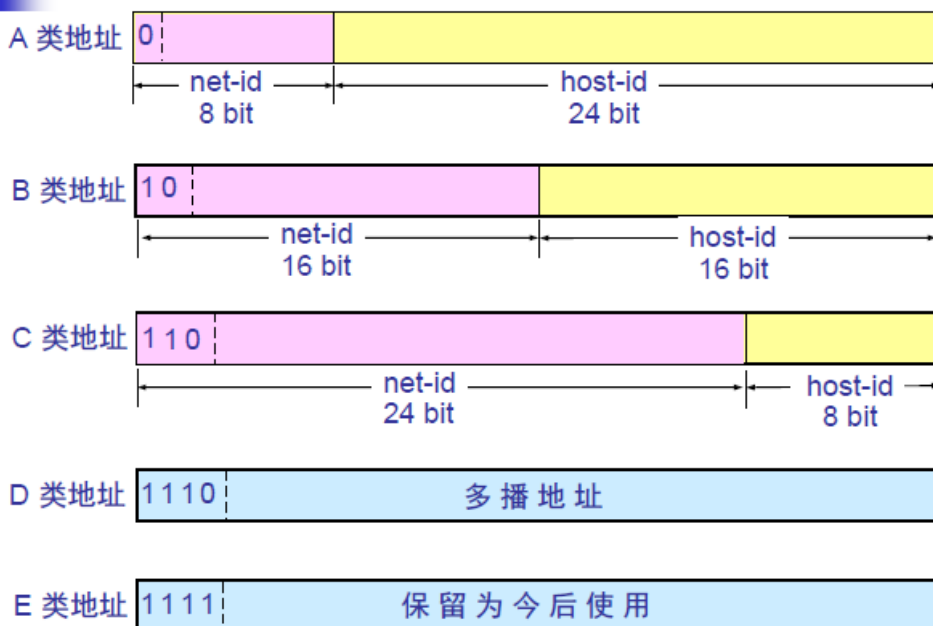 A 类地址 0
net-id host-id
8 bit 24 bit
B 类地址 1 0
net-id host-id
16 bit 16 bit
C 类地址 1 1 0
net-id host-id
24 bit 8 bit
D 类地址 1 1 1 0 多 播 地 址
E 类地址 1 1 1 1 保 留 为 今 后 使 用